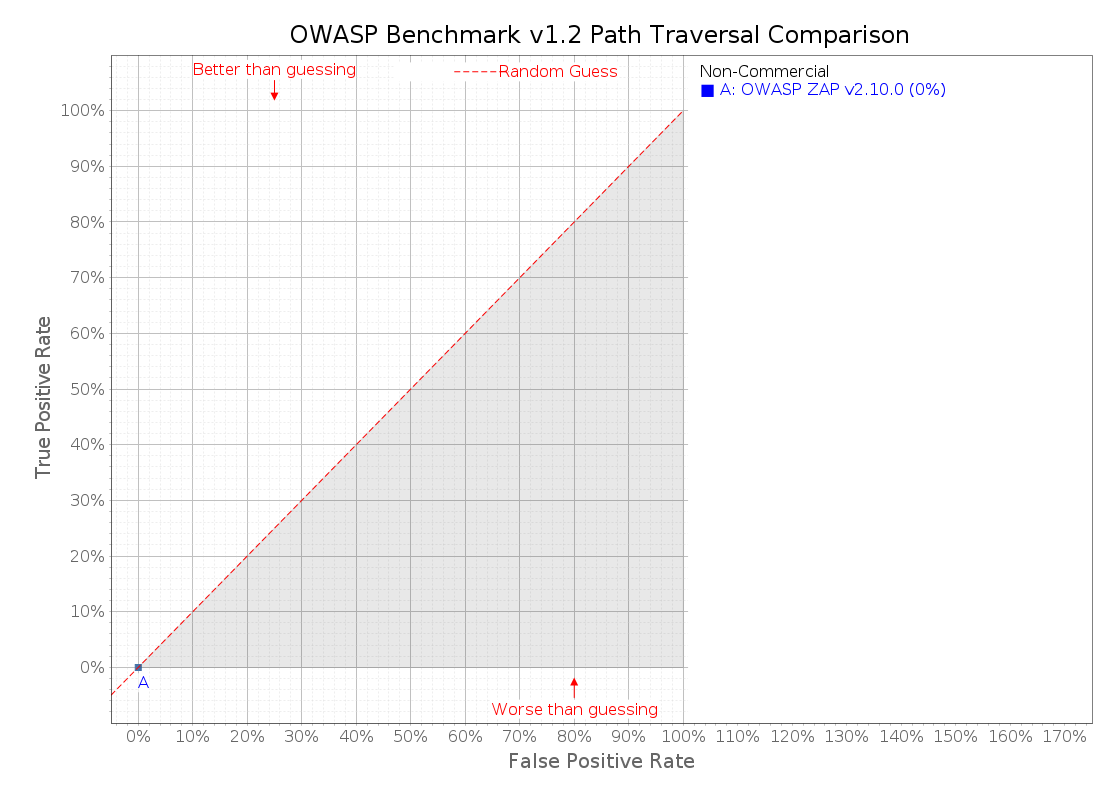 OWASP Benchmark v1.2 Path Traversal Comparison
Better than guessing
Random Guess
Non-Commercial
A: OWASP ZAP v2.10.0 (0%)
True Positive Rate
100%
90%
80%
70%
60%
50%
40%
30%
20%
10%
0%
A
Worse than guessing
0% 10% 20% 30% 40% 50% 60% 70% 80% 90% 100% 110% 120% 130% 140% 150% 160% 170%
False Positive Rate